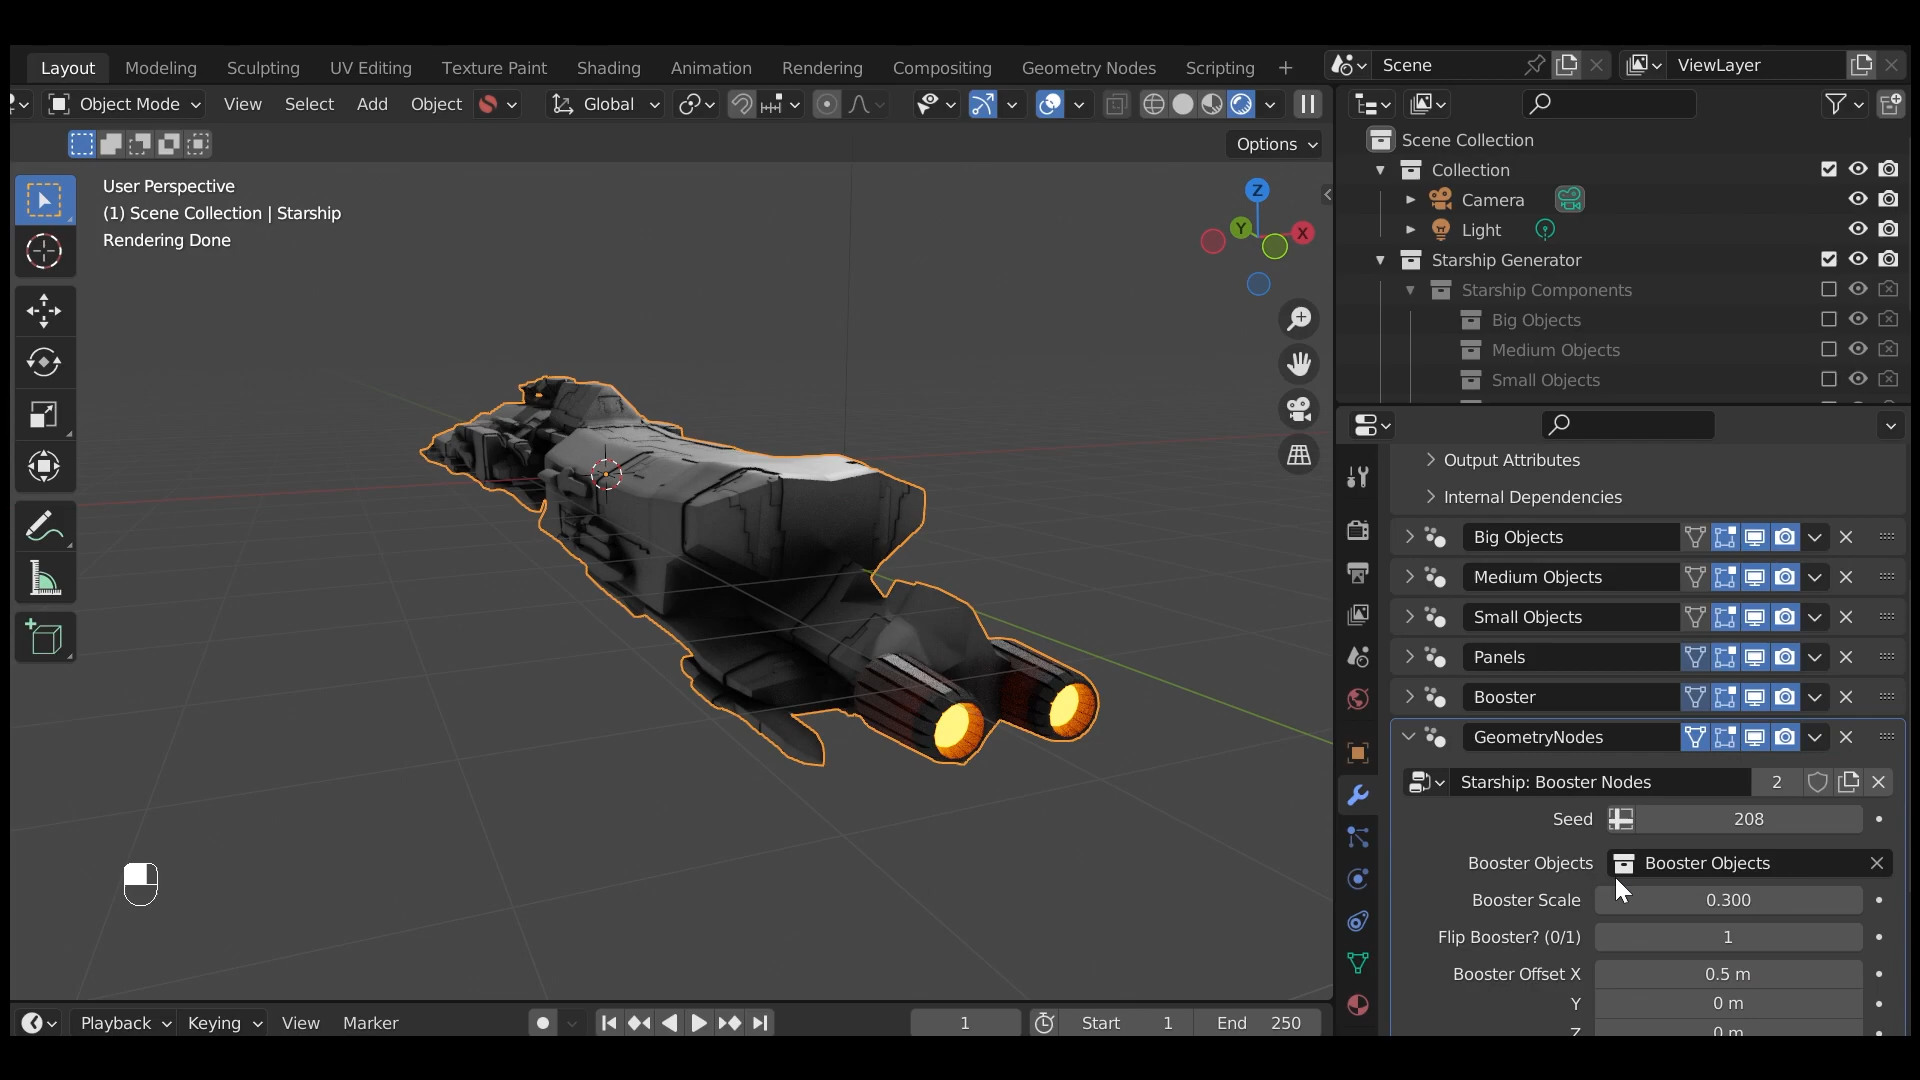 Layout Modeling Sculpting UV Editing Texture Paint Shading Animation Rendering Compositing Geometry Nodes Scripting + Scene ViewLayer
Object Mode View Select Add Object Global
Options
User Perspective
(1) Scene Collection | Starship
Rendering Done
Z
Y
X
Scene Collection
Collection
Camera
Light
Starship Generator
Starship Components
Big Objects
Medium Objects
Small Objects
Output Attributes
Internal Dependencies
Big Objects
Medium Objects
Small Objects
Panels
Booster
GeometryNodes
Starship: Booster Nodes 2
Seed 208
Booster Objects Booster Objects
Booster Scale 0.300
Flip Booster? (0/1) 1
Booster Offset X 0.5 m
Y 0 m
Z 0 m
Playback Keying View Marker 1 Start 1 End 250